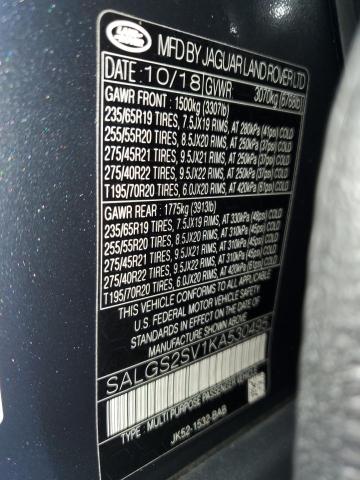 LAND ROVER
MFD BY JAGUAR LAND ROVER LTD
DATE: 10/18 GVWR 3070kg (6768lb)
GAWR FRONT : 1500kg (3307lb)
235/65R19 TIRES, 7.5JX19 RIMS, AT 280kPa (41psi) COLD
255/55R20 TIRES, 8.5JX20 RIMS, AT 250kPa (37psi) COLD
275/45R21 TIRES, 9.5JX21 RIMS, AT 250kPa (37psi) COLD
275/40R22 TIRES, 9.5JX22 RIMS, AT 250kPa (37psi) COLD
T195/70R20 TIRES, 6.0JX20 RIMS, AT 420kPa (61psi) COLD
GAWR REAR : 1775kg (3913lb)
235/65R19 TIRES, 7.5JX19 RIMS, AT 330kPa (48psi) COLD
255/55R20 TIRES, 8.5JX20 RIMS, AT 310kPa (45psi) COLD
275/45R21 TIRES, 9.5JX21 RIMS, AT 310kPa (45psi) COLD
275/40R22 TIRES, 9.5JX22 RIMS, AT 310kPa (45psi) COLD
T195/70R20 TIRES, 6.0JX20 RIMS, AT 420kPa (61psi) COLD
THIS VEHICLE CONFORMS TO ALL APPLICABLE
U.S. FEDERAL MOTOR VEHICLE SAFETY
STANDARDS IN EFFECT ON THE DATE OF
MANUFACTURE SHOWN ABOVE
SALGS2SV1KA530495
TYPE : MULTIPURPOSE PASSENGER VEHICLE
JK52-1532-BAB